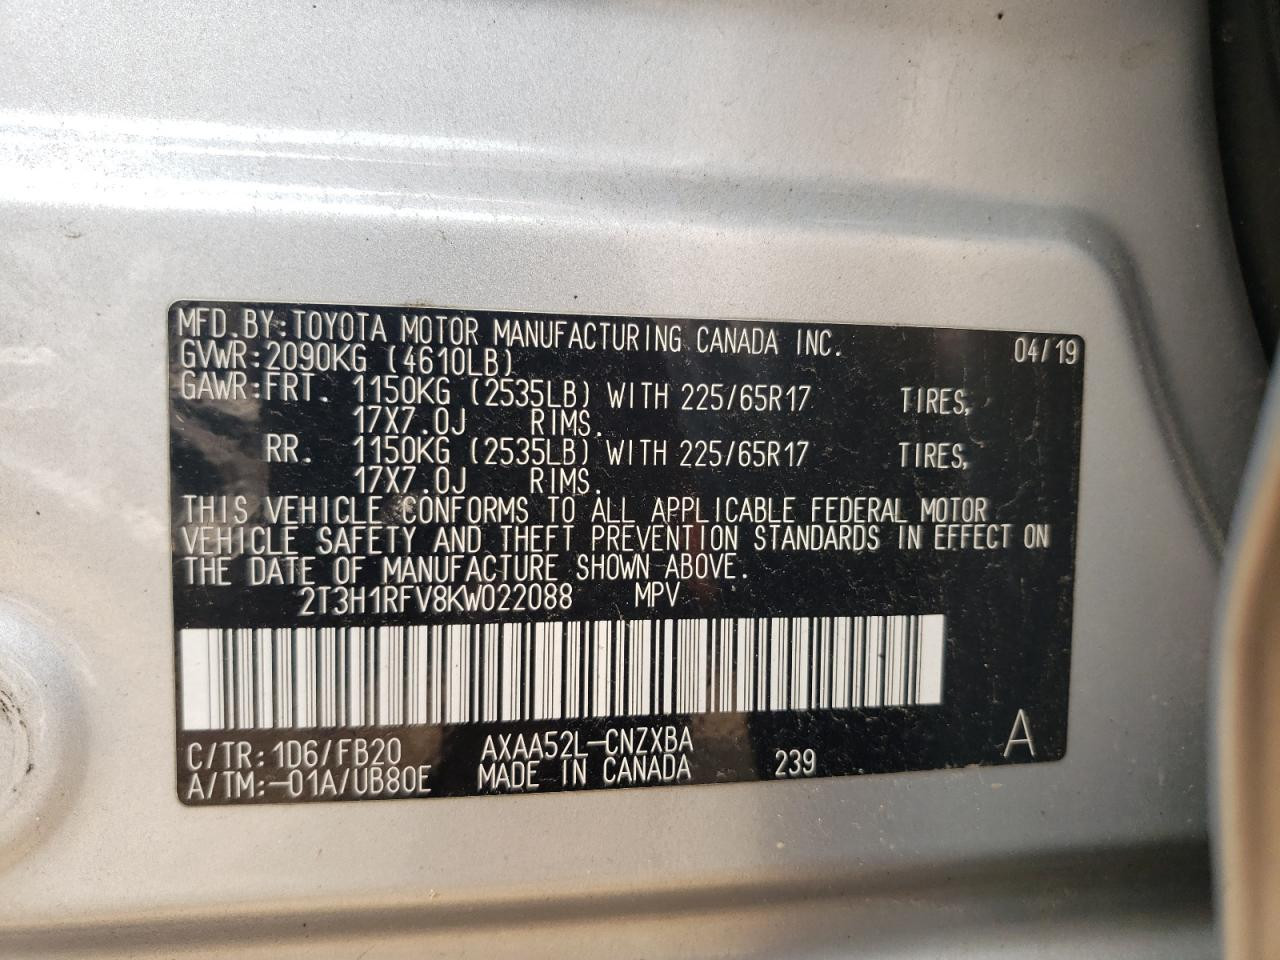 MFD.BY:TOYOTA MOTOR MANUFACTURING CANADA INC. 04/19
GVWR:2090KG (4610LB)
GAWR:FRT. 1150KG (2535LB) WITH 225/65R17 TIRES,
17X7.0J RIMS.
RR. 1150KG (2535LB) WITH 225/65R17 TIRES,
17X7.0J RIMS.
THIS VEHICLE CONFORMS TO ALL APPLICABLE FEDERAL MOTOR
VEHICLE SAFETY AND THEFT PREVENTION STANDARDS IN EFFECT ON
THE DATE OF MANUFACTURE SHOWN ABOVE.
2T3H1RFV8KW022088 MPV
C/TR:1D6/FB20 AXAA52L-CNZXBA A
A/TM:-01A/UB80E MADE IN CANADA 239